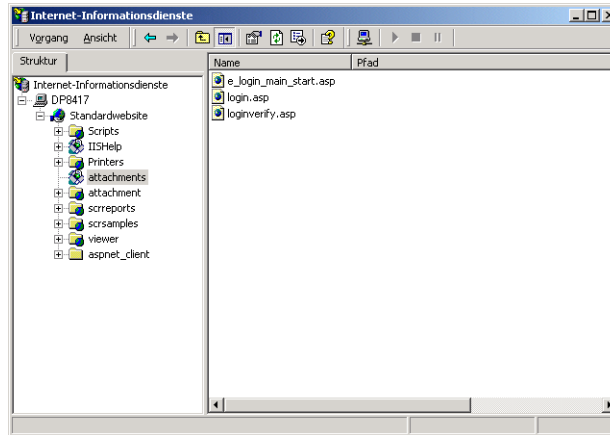 Internet-Informationsdienste
Vorgang Ansicht
Struktur
Name Pfad
Internet-Informationsdienste
DP8417
Standardwebsite
Scripts
IISHelp
Printers
attachments
attachment
scrreports
scrsamples
viewer
aspnet_client
e_login_main_start.asp
login.asp
loginverify.asp